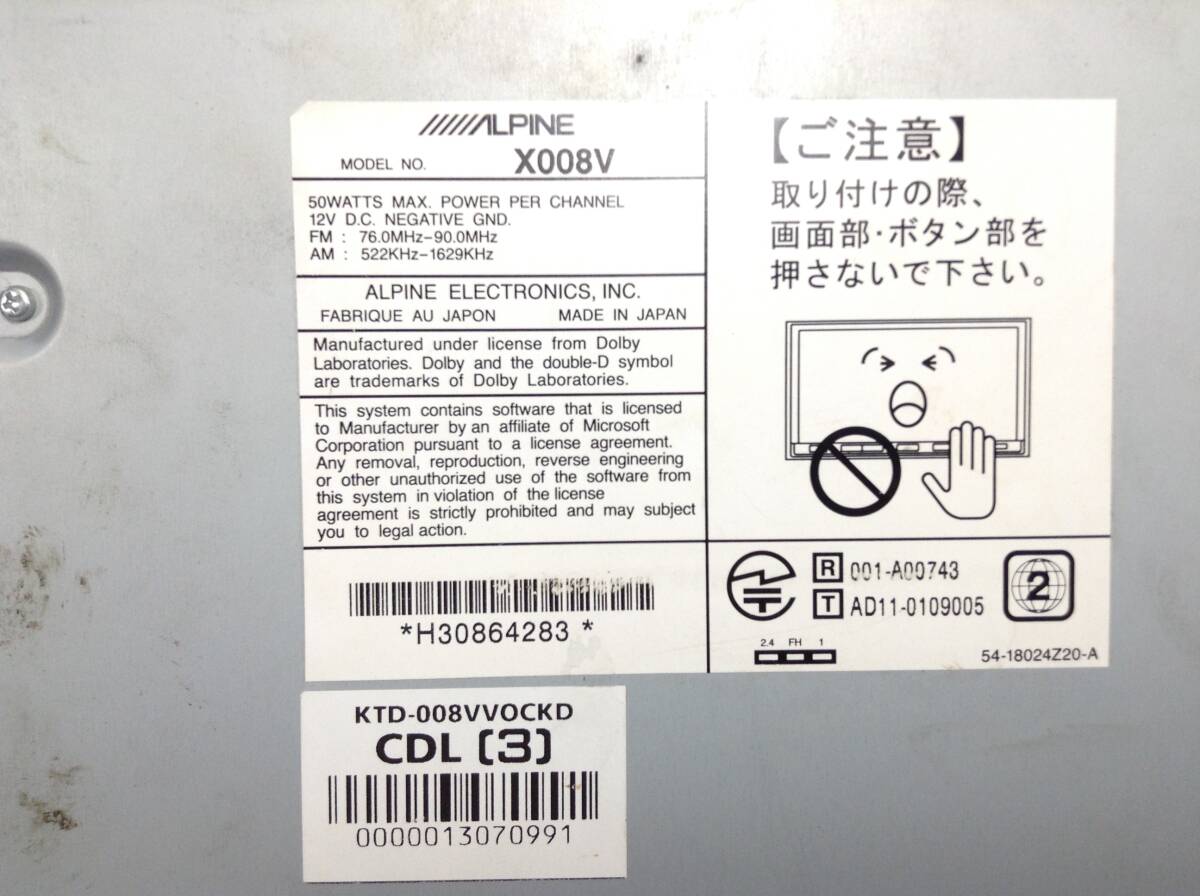 ALPINE
MODEL NO. X008V
50WATTS MAX. POWER PER CHANNEL
12V D.C. NEGATIVE GND.
FM : 76.0MHz-90.0MHz
AM : 522KHz-1629KHz
ALPINE ELECTRONICS, INC.
FABRIQUE AU JAPON MADE IN JAPAN
Manufactured under license from Dolby
Laboratories. Dolby and the double-D symbol
are trademarks of Dolby Laboratories.
This system contains software that is licensed
to Manufacturer by an affiliate of Microsoft
Corporation pursuant to a license agreement.
Any removal, reproduction, reverse engineering
or other unauthorized use of the software from
this system in violation of the license
agreement is strictly prohibited and may subject
you to legal action.
*H30864283*
【ご注意】
取り付けの際、
画面部・ボタン部を
押さないで下さい。
R 001-A00743
T AD11-0109005
2
2.4 FH 1
54-18024Z20-A
KTD-008VVOCKD
CDL (3)
0000013070991